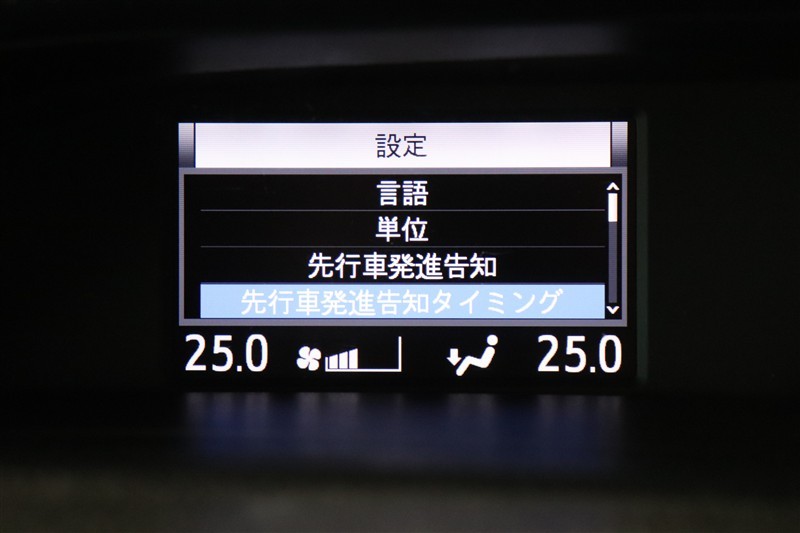 設定
言語
単位
先行車発進告知
先行車発進告知タイミング
25.0 25.0